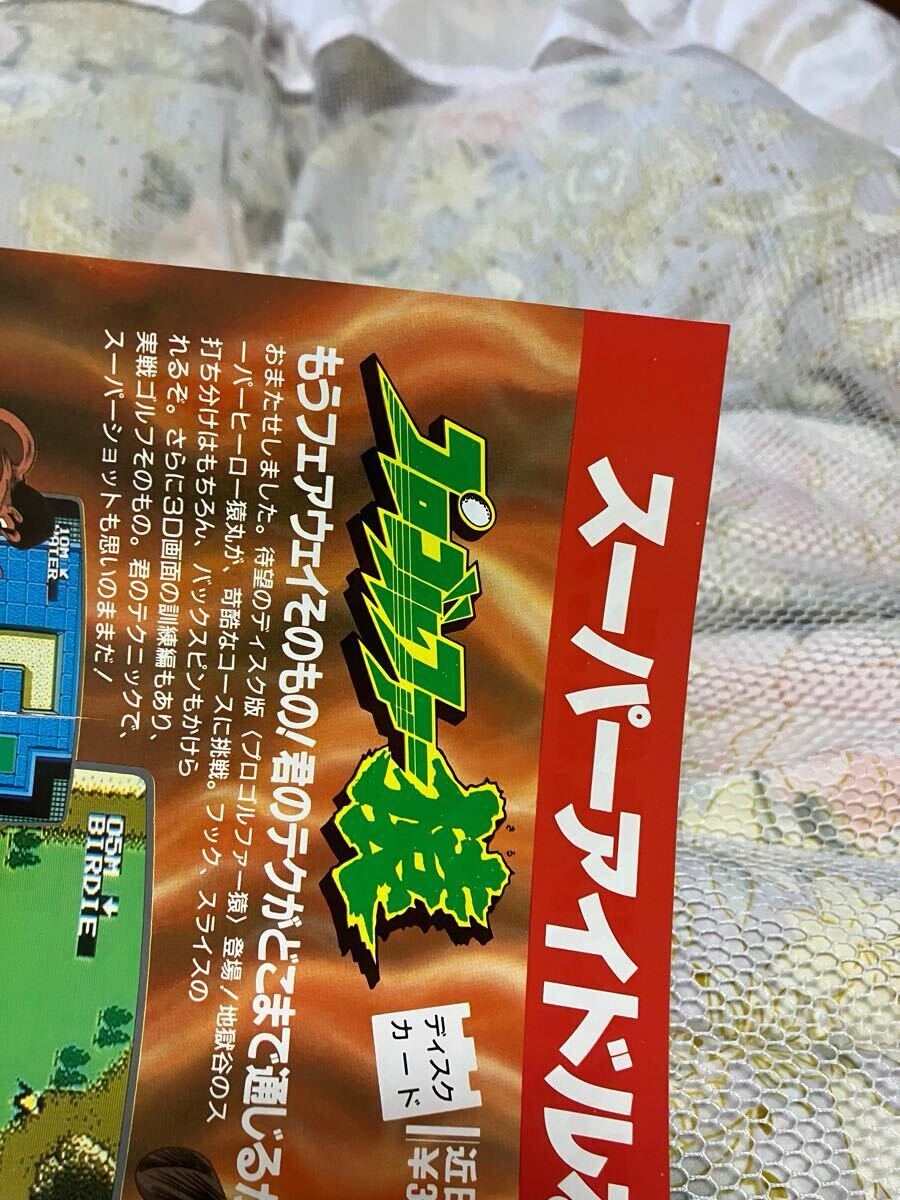 スーパーアイドル
プロゴルファー猿
さる
ディスク
カード
近日
¥3
もうフェアウェイそのもの!君のテクがどこまで通じるか
おまたせしました。待望のディスク版〈プロゴルファー猿〉登場!地獄谷のス
ーパーヒーロー猿丸が、苛酷なコースに挑戦。フック、スライスの
打ち分けはもちろん、バックスピンもかけら
れるぞ。さらに3D画面の訓練編もあり、
実戦ゴルフそのもの。君のテクニックで、
スーパーショットも思いのままだ!
10M
05M
BIRDIE